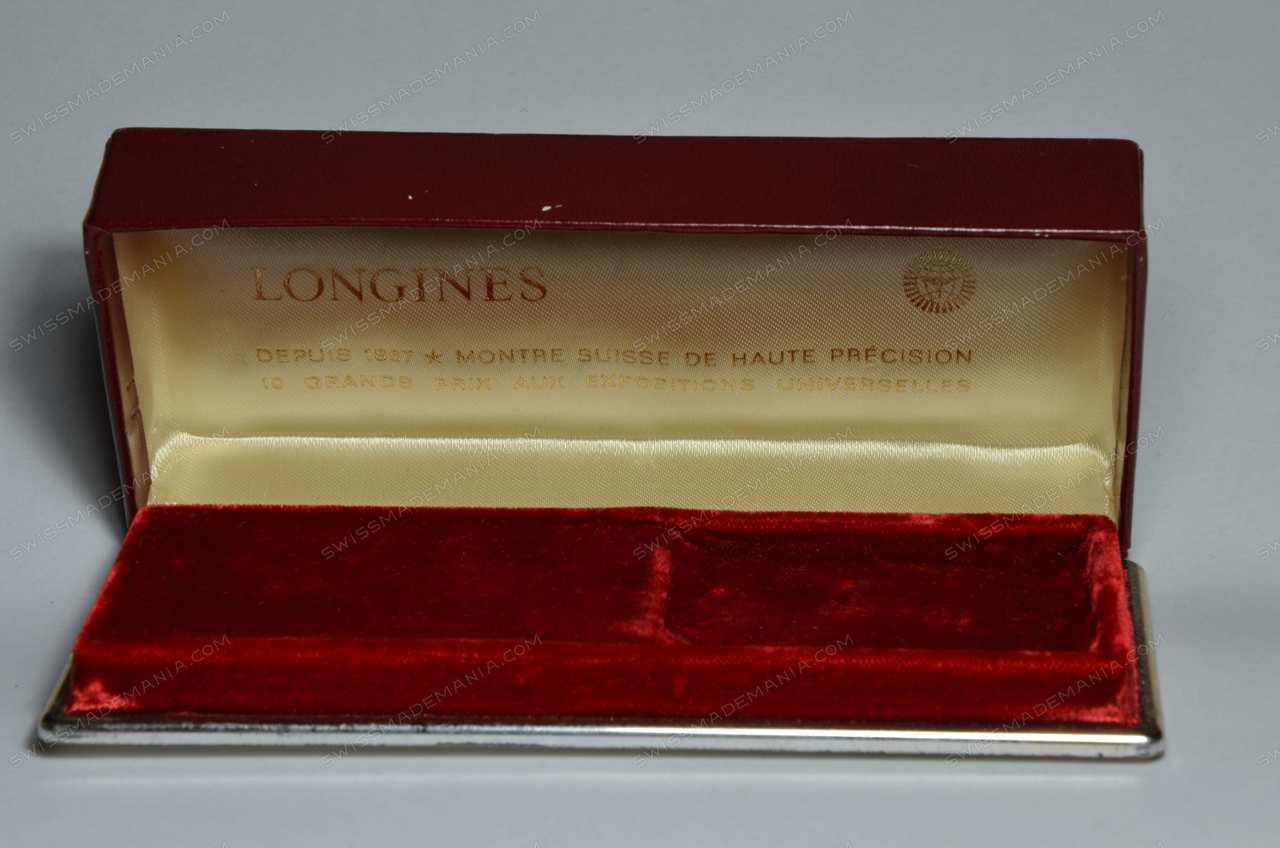 LONGINES
DEPUIS 1867 ★ MONTRE SUISSE DE HAUTE PRÉCISION
10 GRANDS PRIX AUX EXPOSITIONS UNIVERSELLES
SWISSMADEMANIA.COM